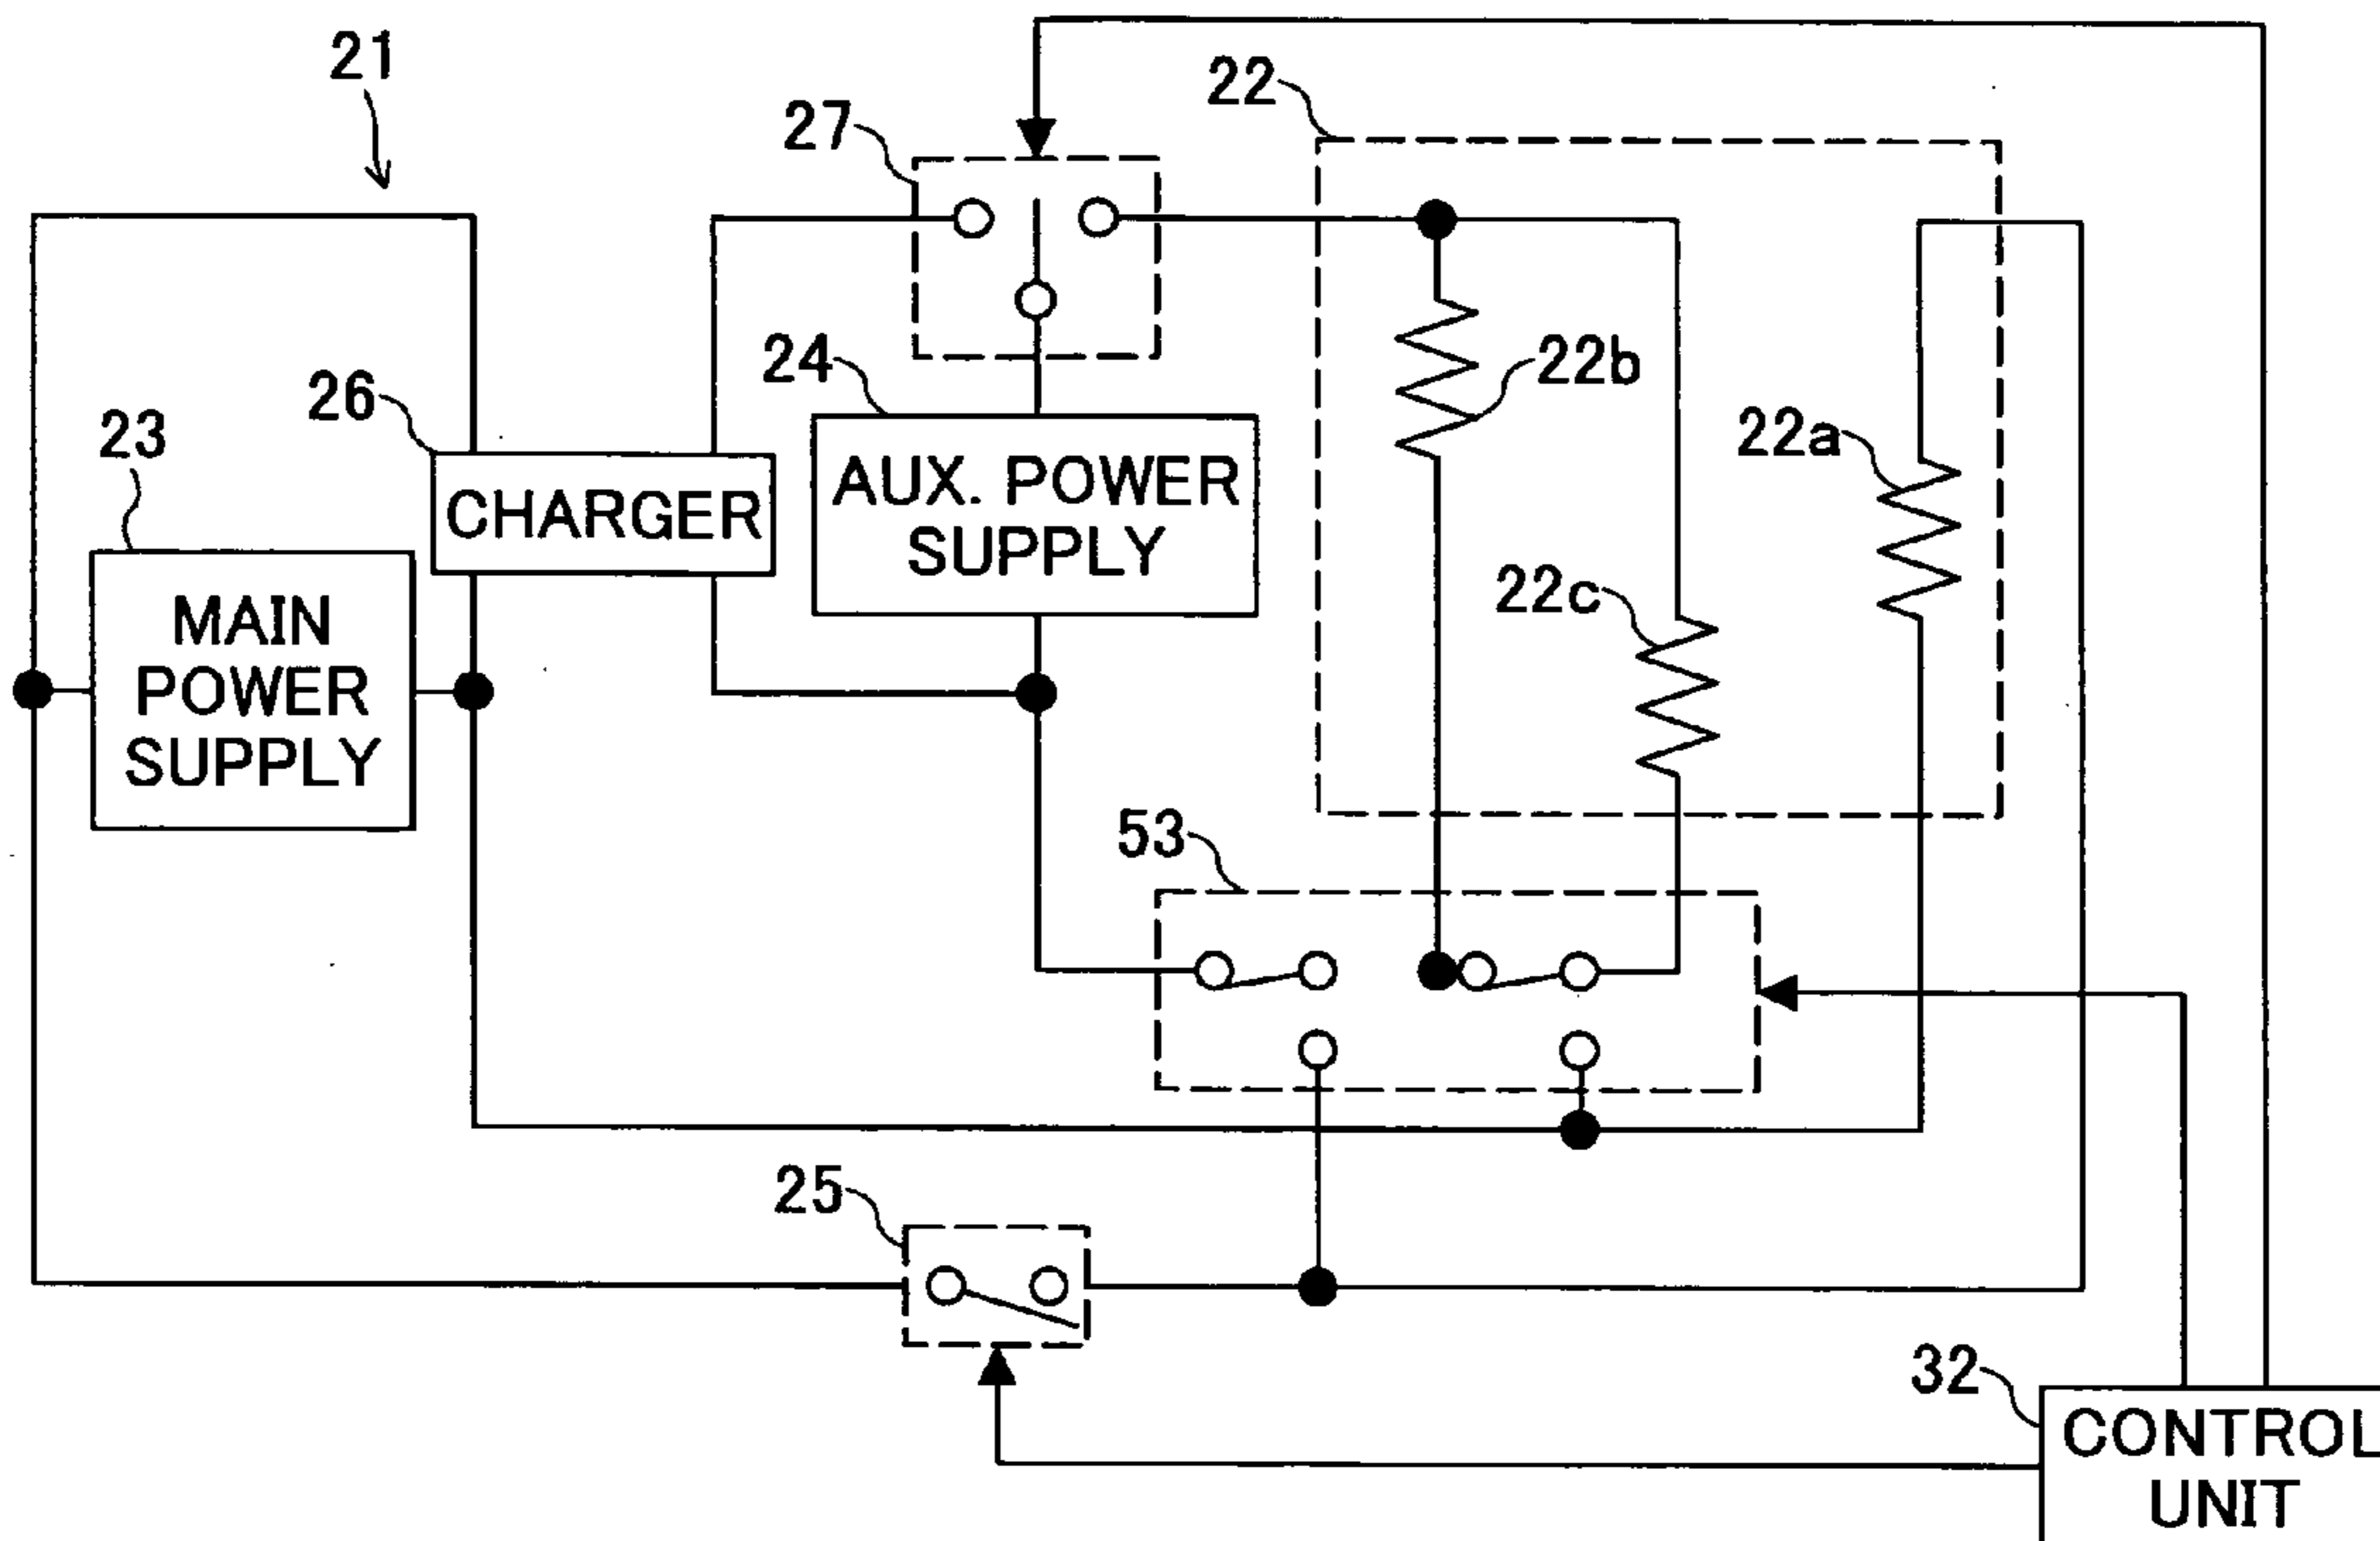 21
22
27
24
26
23
22b
22a
CHARGER
AUX. POWER
SUPPLY
22c
MAIN
POWER
SUPPLY
53
25
32
CONTROL
UNIT